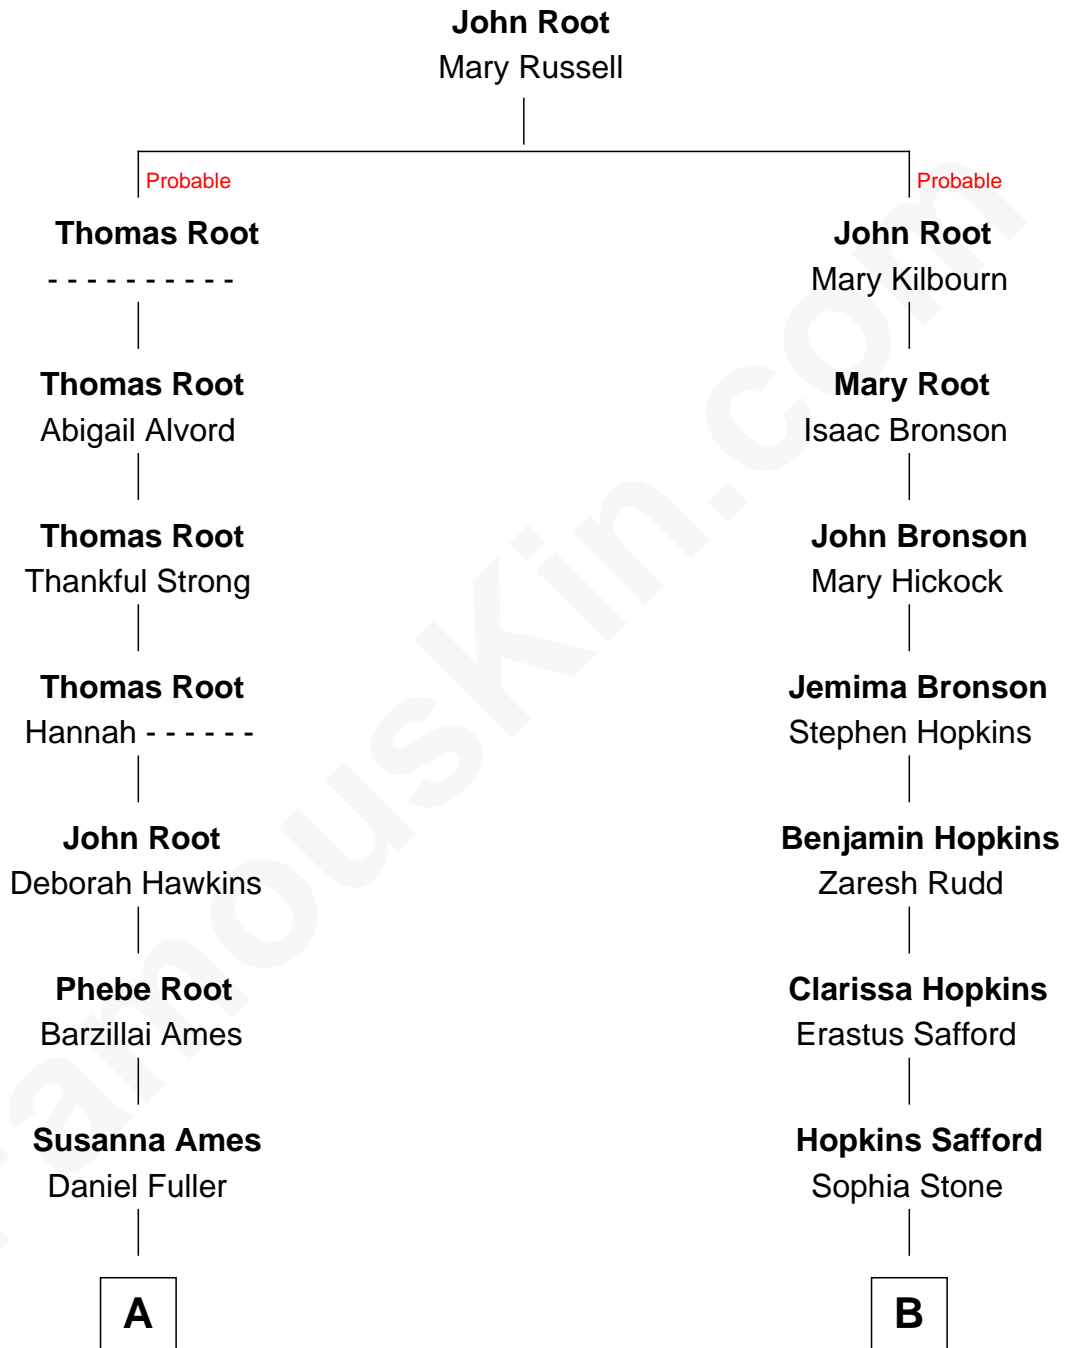 John Root
Mary Russell
Probable
Probable
Thomas Root
- - - - - - - - - -
John Root
Mary Kilbourn
Thomas Root
Abigail Alvord
Mary Root
Isaac Bronson
Thomas Root
Thankful Strong
John Bronson
Mary Hickock
Thomas Root
Hannah - - - - - -
Jemima Bronson
Stephen Hopkins
John Root
Deborah Hawkins
Benjamin Hopkins
Zaresh Rudd
Phebe Root
Barzillai Ames
Clarissa Hopkins
Erastus Safford
Susanna Ames
Daniel Fuller
Hopkins Safford
Sophia Stone
A
B
FamousKin.com